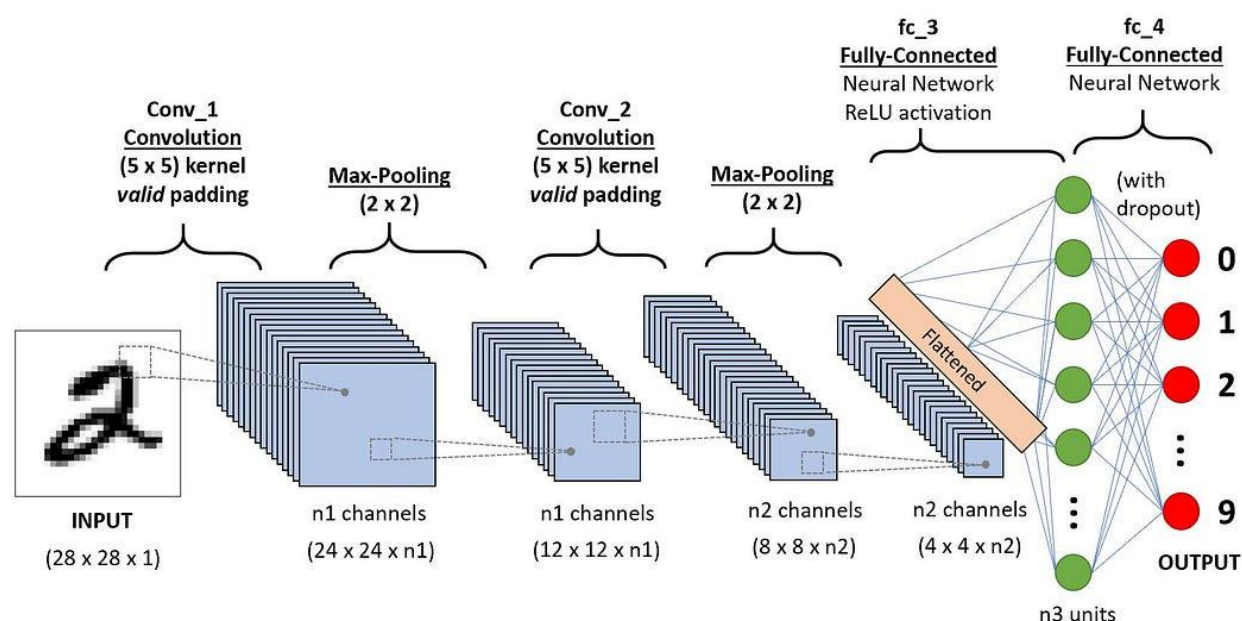 Conv_1
Convolution
(5 x 5) kernel
valid padding
Max-Pooling
(2 x 2)
Conv_2
Convolution
(5 x 5) kernel
valid padding
Max-Pooling
(2 x 2)
fc_3
Fully-Connected
Neural Network
ReLU activation
fc_4
Fully-Connected
Neural Network
(with
dropout)
Flattened
0
1
2
9
OUTPUT
2
INPUT
(28 x 28 x 1)
n1 channels
(24 x 24 x n1)
n1 channels
(12 x 12 x n1)
n2 channels
(8 x 8 x n2)
n2 channels
(4 x 4 x n2)
n3 units